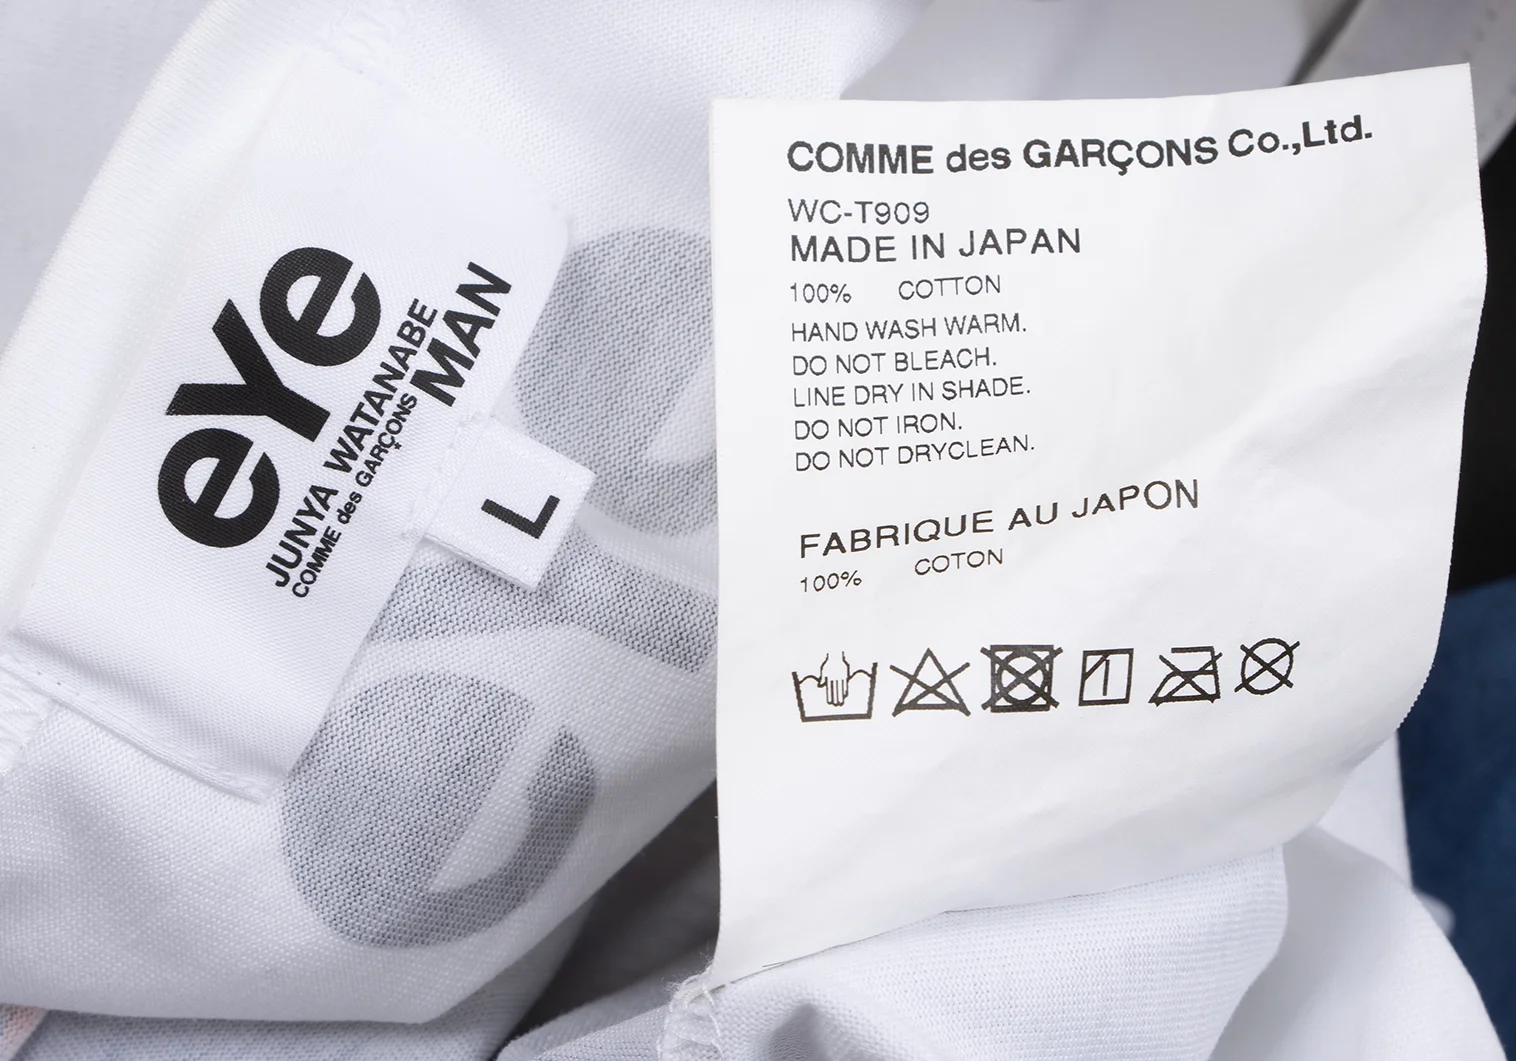 eYe
JUNYA WATANABE
COMME des GARÇONS
MAN
L
COMME des GARÇONS Co.,Ltd.
WC-T909
MADE IN JAPAN
100% COTTON
HAND WASH WARM.
DO NOT BLEACH.
LINE DRY IN SHADE.
DO NOT IRON.
DO NOT DRYCLEAN.
FABRIQUE AU JAPON
100% COTON